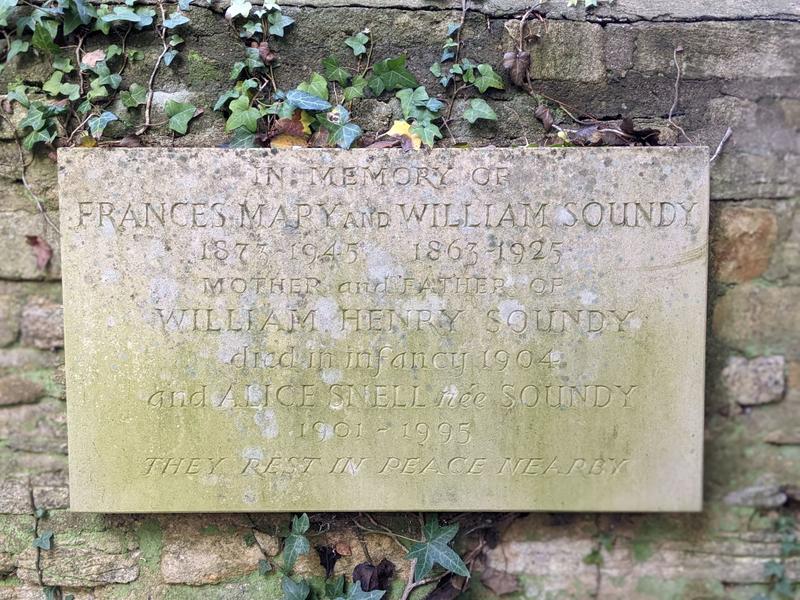 IN MEMORY OF
FRANCES MARY AND WILLIAM SOUNDY
1873-1945 1863-1925
MOTHER and FATHER OF
WILLIAM HENRY SOUNDY
died in infancy 1904
and ALICE SNELL née SOUNDY
1901 - 1995
THEY REST IN PEACE NEARBY